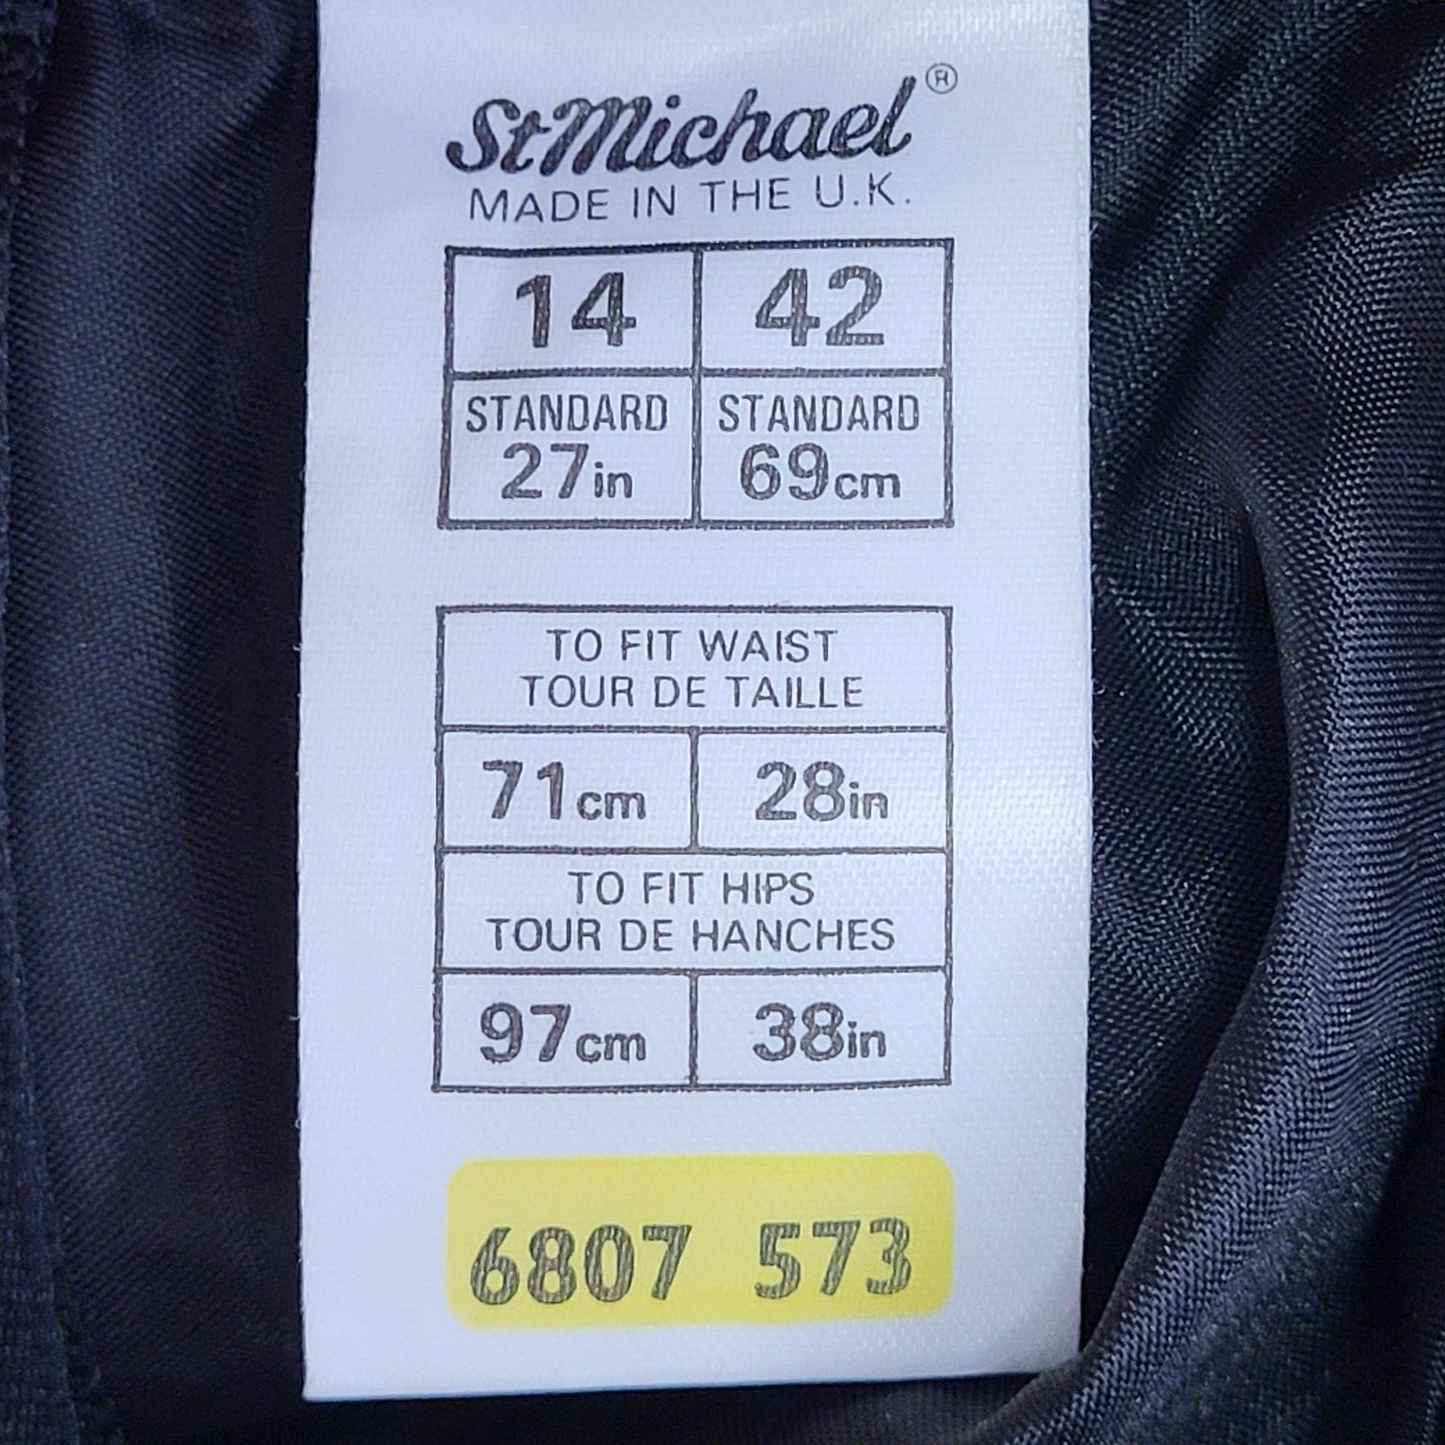 StMichael®
MADE IN THE U.K.
14 42
STANDARD STANDARD
27in 69cm
TO FIT WAIST
TOUR DE TAILLE
71cm 28in
TO FIT HIPS
TOUR DE HANCHES
97cm 38in
6807 573